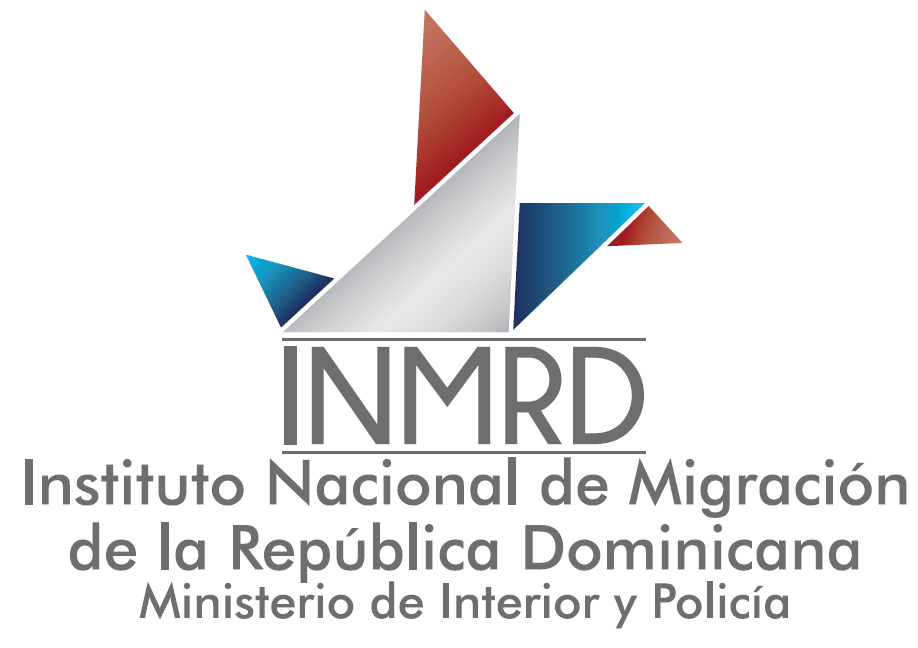 INMRD
Instituto Nacional de Migración
de la República Dominicana
Ministerio de Interior y Policía